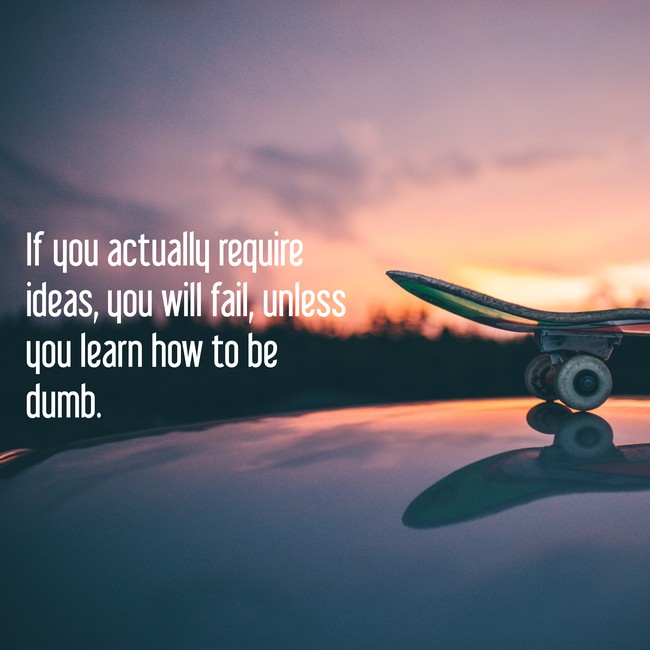 If you actually require
ideas, you will fail, unless
you learn how to be
dumb.